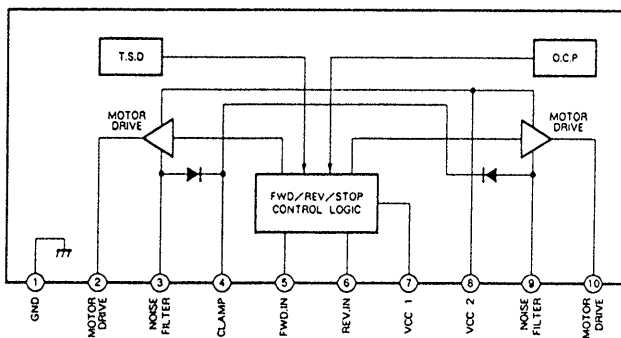 T.S.D
O.C.P
MOTOR
DRIVE
MOTOR
DRIVE
FWD/REV/STOP
CONTROL LOGIC
1
2
3
4
5
6
7
8
9
10
GND
MOTOR
DRIVE
NOISE
FILTER
CLAMP
FWD.IN
REV.IN
VCC 1
VCC 2
NOISE
FILTER
MOTOR
DRIVE